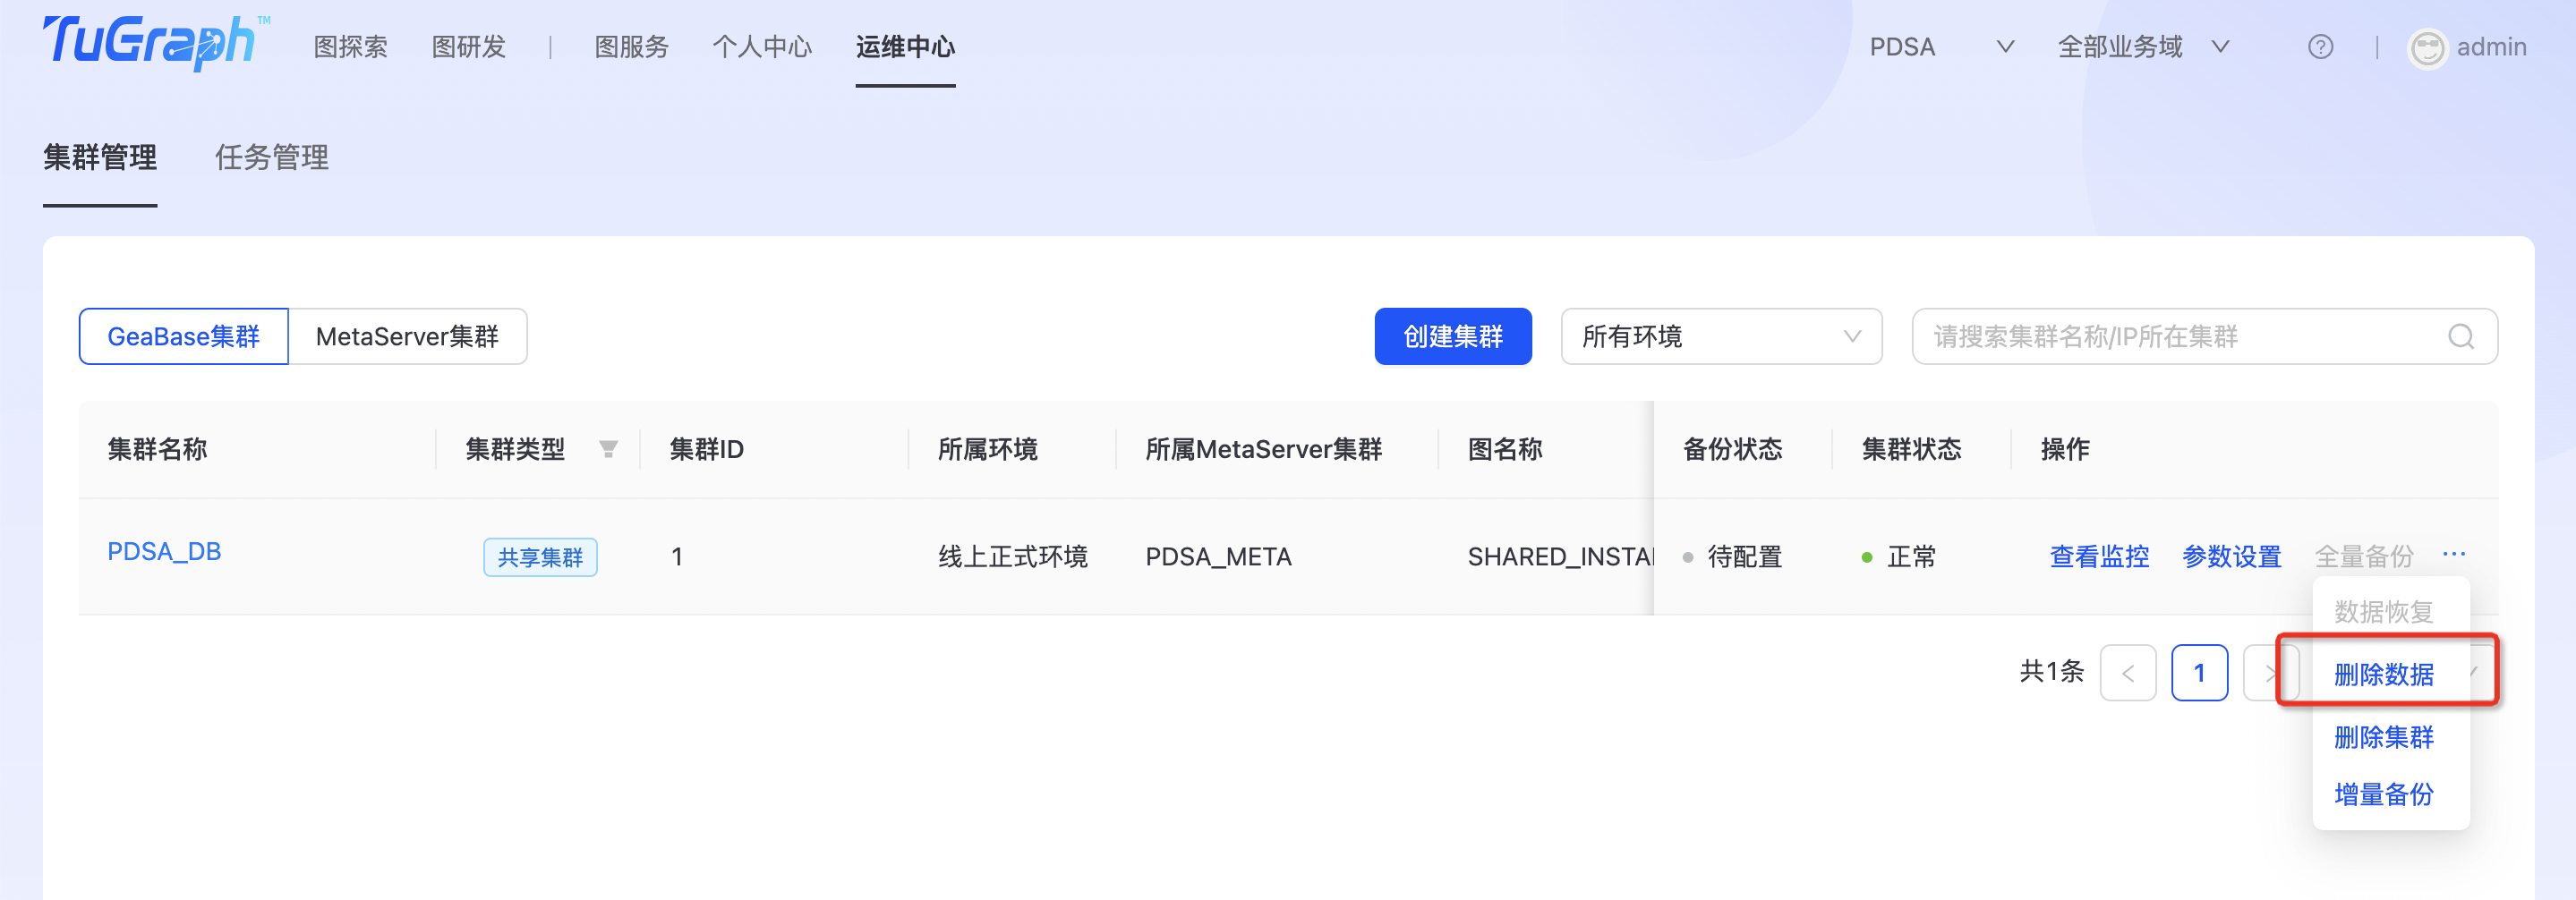 TuGraph™ 图探索 图研发 | 图服务 个人中心 运维中心 PDSA 全部业务域 ? | admin
集群管理 任务管理
GeaBase集群 MetaServer集群 创建集群 所有环境 请搜索集群名称/IP所在集群
集群名称 集群类型 集群ID 所属环境 所属MetaServer集群 图名称 备份状态 集群状态 操作
PDSA_DB 共享集群 1 线上正式环境 PDSA_META SHARED_INSTA 待配置 正常 查看监控 参数设置 全量备份 ···
数据恢复
共1条 < 1 > 删除数据
删除集群
增量备份